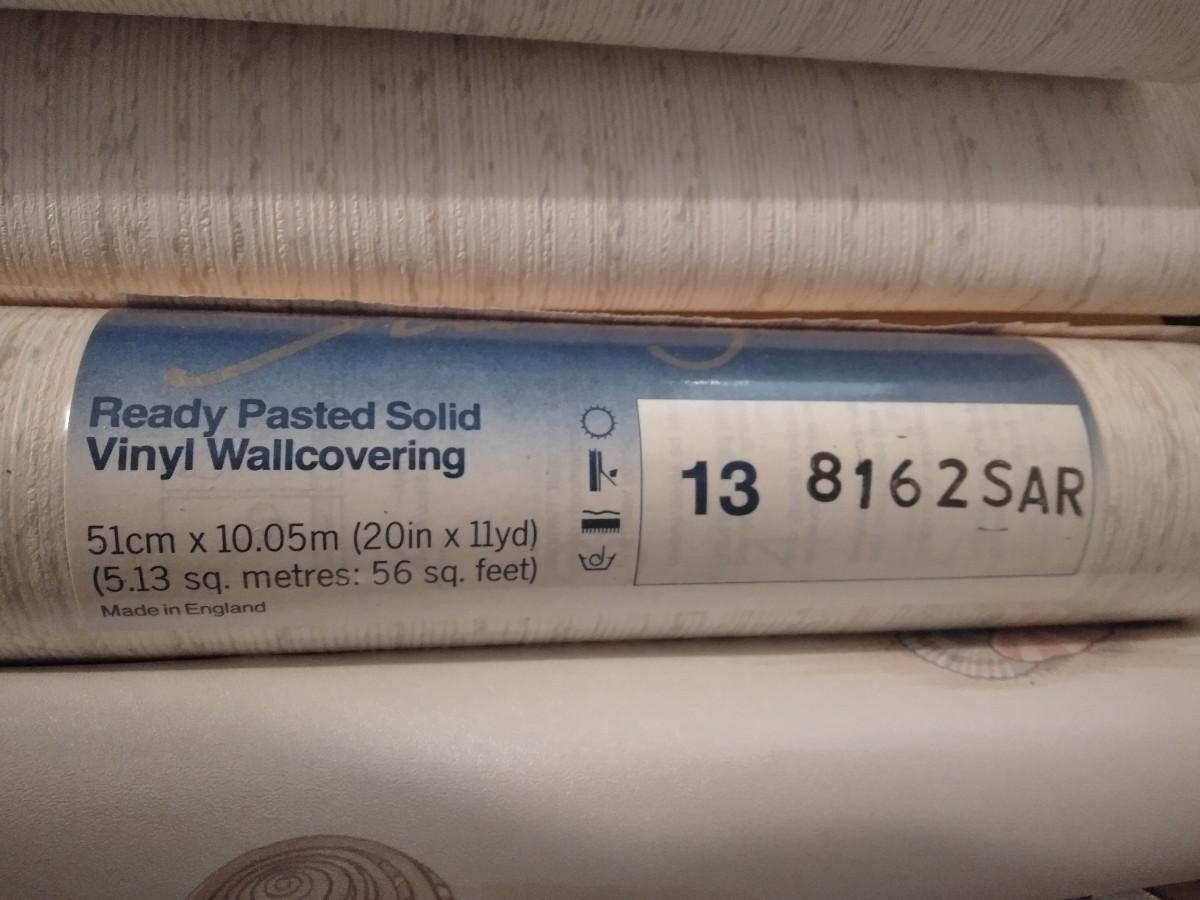 Ready Pasted Solid
Vinyl Wallcovering
51cm x 10.05m (20in x 11yd)
(5.13 sq. metres: 56 sq. feet)
Made in England
13 8162SAR